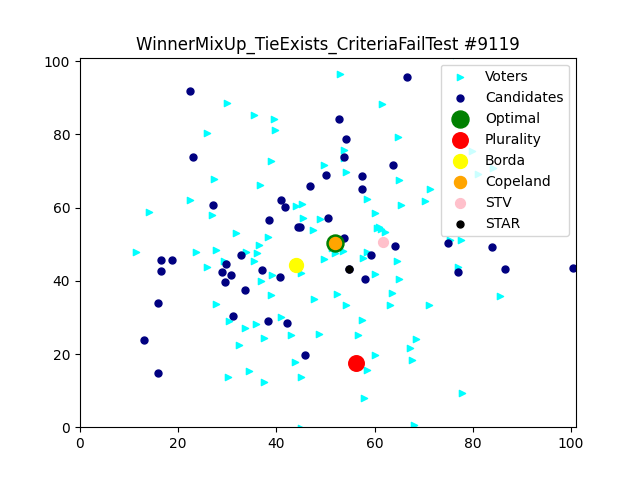 WinnerMixUp_TieExists_CriteriaFailTest #9119
Voters
Candidates
Optimal
Plurality
Borda
Copeland
STV
STAR
100
80
60
40
20
0
0 20 40 60 80 100